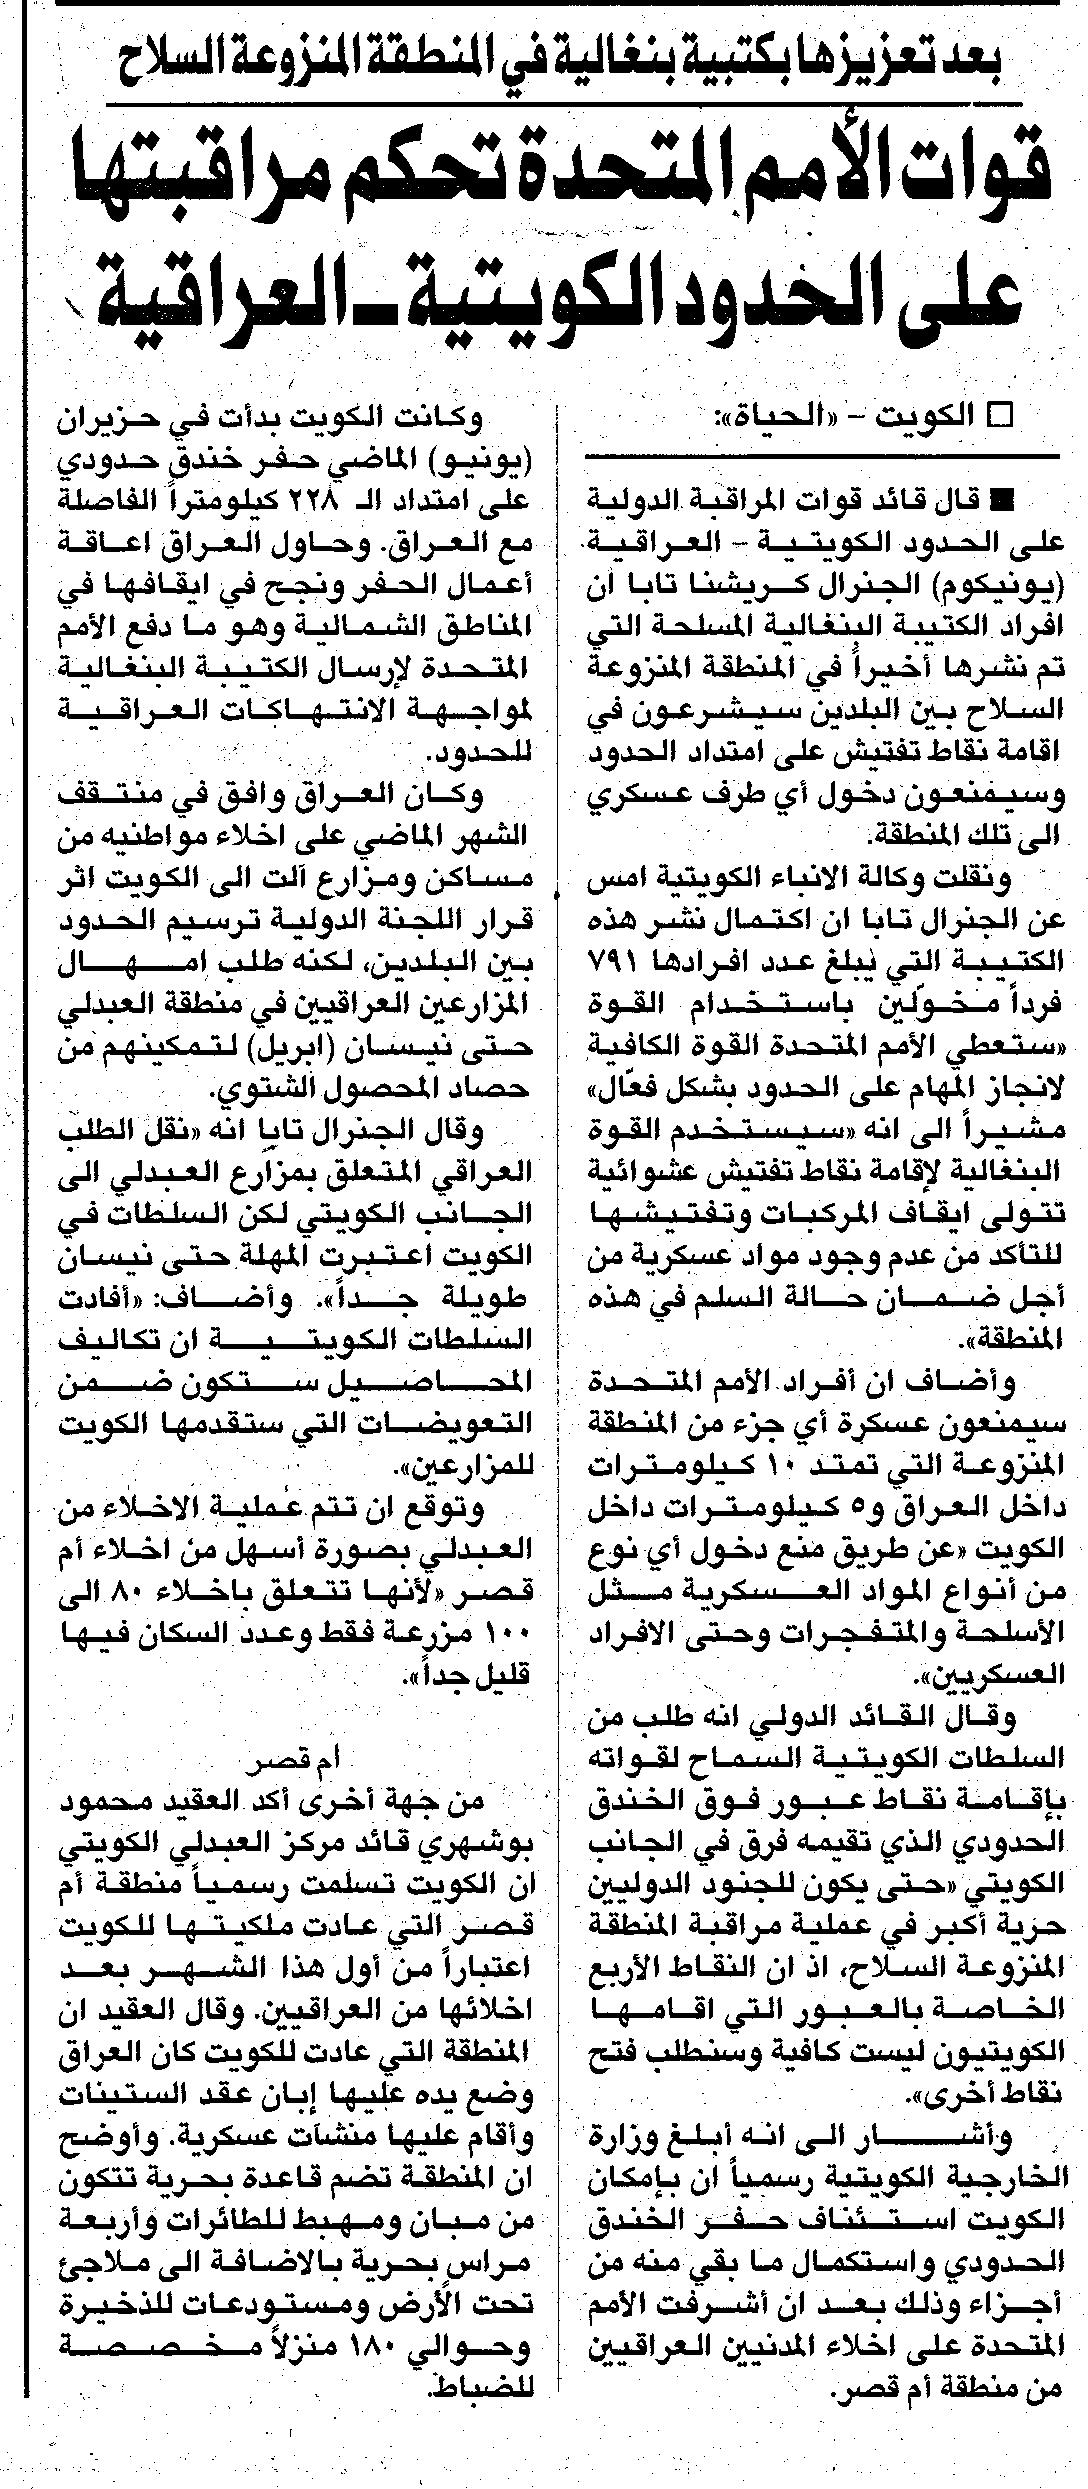 بعد تعزيزها بكتيبة بنغالية في المنطقة المنزوعة السلاح
قوات الأمم المتحدة تحكم مراقبتها
على الحدود الكويتية ــ العراقية
□ الكويت – «الحياة»:
■ قال قائد قوات المراقبة الدولية
على الحدود الكويتية – العراقية
(يونيكوم) الجنرال كريشنا تابا ان
افراد الكتيبة البنغالية المسلحة التي
تم نشرها أخيراً في المنطقة المنزوعة
السلاح بين البلدين سيشرعون في
اقامة نقاط تفتيش على امتداد الحدود
وسيمنعون دخول أي طرف عسكري
الى تلك المنطقة.
ونقلت وكالة الانباء الكويتية امس
عن الجنرال تابا ان اكتمال نشر هذه
الكتيبة التي يبلغ عدد افرادها ٧٩١
فرداً مخوّلين باستخدام القوة
«ستعطي الأمم المتحدة القوة الكافية
لانجاز المهام على الحدود بشكل فعّال»
مشيراً الى انه «سيستخدم القوة
البنغالية لإقامة نقاط تفتيش عشوائية
تتولى ايقاف المركبات وتفتيشها
للتأكد من عدم وجود مواد عسكرية من
أجل ضمان حالة السلم في هذه
المنطقة».
وأضاف ان أفراد الأمم المتحدة
سيمنعون عسكرة أي جزء من المنطقة
المنزوعة التي تمتد ١٠ كيلومترات
داخل العراق و٥ كيلومترات داخل
الكويت «عن طريق منع دخول أي نوع
من أنواع المواد العسكرية مثل
الأسلحة والمتفجرات وحتى الافراد
العسكريين».
وقال القائد الدولي انه طلب من
السلطات الكويتية السماح لقواته
بإقامة نقاط عبور فوق الخندق
الحدودي الذي تقيمه فرق في الجانب
الكويتي «حتى يكون للجنود الدوليين
حرية أكبر في عملية مراقبة المنطقة
المنزوعة السلاح، اذ ان النقاط الأربع
الخاصة بالعبور التي اقامها
الكويتيون ليست كافية وسنطلب فتح
نقاط أخرى».
وأشار الى انه أبلغ وزارة
الخارجية الكويتية رسمياً ان بإمكان
الكويت استئناف حفر الخندق
الحدودي واستكمال ما بقي منه من
أجزاء وذلك بعد ان أشرفت الأمم
المتحدة على اخلاء المدنيين العراقيين
من منطقة أم قصر.
وكانت الكويت بدأت في حزيران
(يونيو) الماضي حفر خندق حدودي
على امتداد الـ ٢٢٨ كيلومتراً الفاصلة
مع العراق. وحاول العراق اعاقة
أعمال الحفر ونجح في ايقافها في
المناطق الشمالية وهو ما دفع الأمم
المتحدة لإرسال الكتيبة البنغالية
لمواجهة الانتهاكات العراقية
للحدود.
وكان العراق وافق في منتقف
الشهر الماضي على اخلاء مواطنيه من
مساكن ومزارع آلت الى الكويت اثر
قرار اللجنة الدولية ترسيم الحدود
بين البلدين، لكنه طلب امهال
المزارعين العراقيين في منطقة العبدلي
حتى نيسان (ابريل) لتمكينهم من
حصاد المحصول الشتوي.
وقال الجنرال تابا انه «نقل الطلب
العراقي المتعلق بمزارع العبدلي الى
الجانب الكويتي لكن السلطات في
الكويت اعتبرت المهلة حتى نيسان
طويلة جداً». وأضاف: «أفادت
السلطات الكويتية ان تكاليف
المحاصيل ستكون ضمن
التعويضات التي ستقدمها الكويت
للمزارعين».
وتوقع ان تتم عملية الاخلاء من
العبدلي بصورة أسهل من اخلاء أم
قصر «لأنها تتعلق باخلاء ٨٠ الى
١٠٠ مزرعة فقط وعدد السكان فيها
قليل جداً».
أم قصر
من جهة أخرى أكد العقيد محمود
بوشهري قائد مركز العبدلي الكويتي
ان الكويت تسلمت رسمياً منطقة أم
قصر التي عادت ملكيتها للكويت
اعتباراً من أول هذا الشهر بعد
اخلائها من العراقيين. وقال العقيد ان
المنطقة التي عادت للكويت كان العراق
وضع يده عليها إبان عقد الستينات
وأقام عليها منشآت عسكرية. وأوضح
ان المنطقة تضم قاعدة بحرية تتكون
من مبان ومهبط للطائرات وأربعة
مراس بحرية بالاضافة الى ملاجئ
تحت الأرض ومستودعات للذخيرة
وحوالي ١٨٠ منزلاً مخصصة
للضباط.